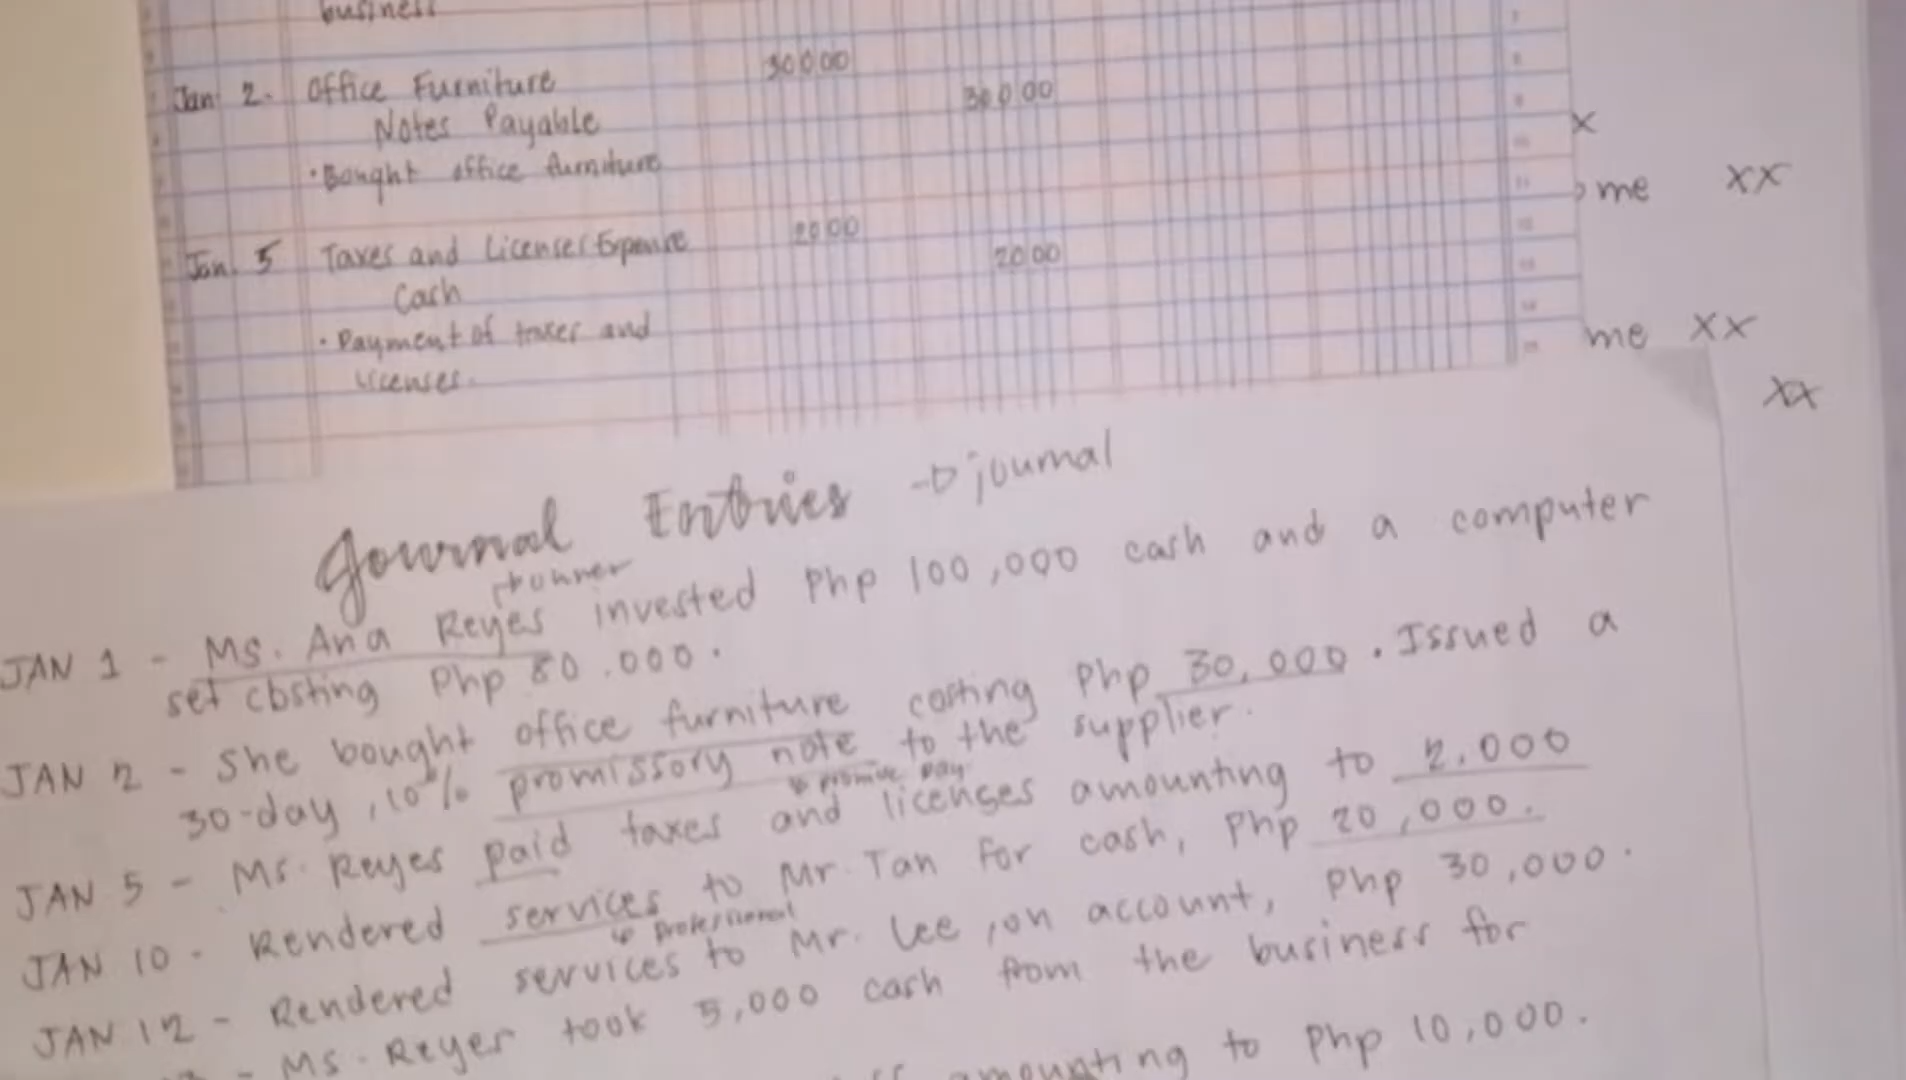 business
Jan 2. Office Furniture 30000
Notes Payable 30000
• Bought office furniture
Jan. 5 Taxes and Licenses Expense 2000
Cash 2000
• Payment of taxes and
licenses.
x
me xx
me xx
xx
Journal Entries → journal
owner
JAN 1 - Ms. Ana Reyes invested Php 100,000 cash and a computer
set costing Php 80.000.
JAN 2 - She bought office furniture costing Php 30,000. Issued a
30-day, 10% promissory note to the supplier.
pay
JAN 5 - Ms. Reyes paid taxes and licenses amounting to 2,000
JAN 10 - Rendered services to Mr. Tan for cash, Php 20,000.
professional
JAN 12 - Rendered services to Mr. Lee, on account, Php 30,000.
- Ms. Reyes took 5,000 cash from the business for
amounting to Php 10,000.